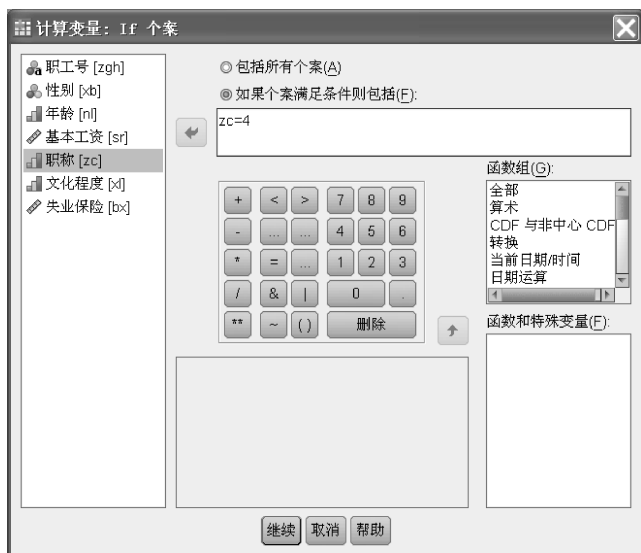 计算变量: If 个案
职工号 [zgh]
性别 [xb]
年龄 [nl]
基本工资 [sr]
职称 [zc]
文化程度 [xl]
失业保险 [bx]
包括所有个案(A)
如果个案满足条件则包括(F):
zc=4
+ < > 7 8 9
- ... ... 4 5 6
* = ... 1 2 3
/ & | 0 .
** ~ ( ) 删除
函数组(G):
全部
算术
CDF 与非中心 CDF
转换
当前日期/时间
日期运算
函数和特殊变量(F):
继续 取消 帮助